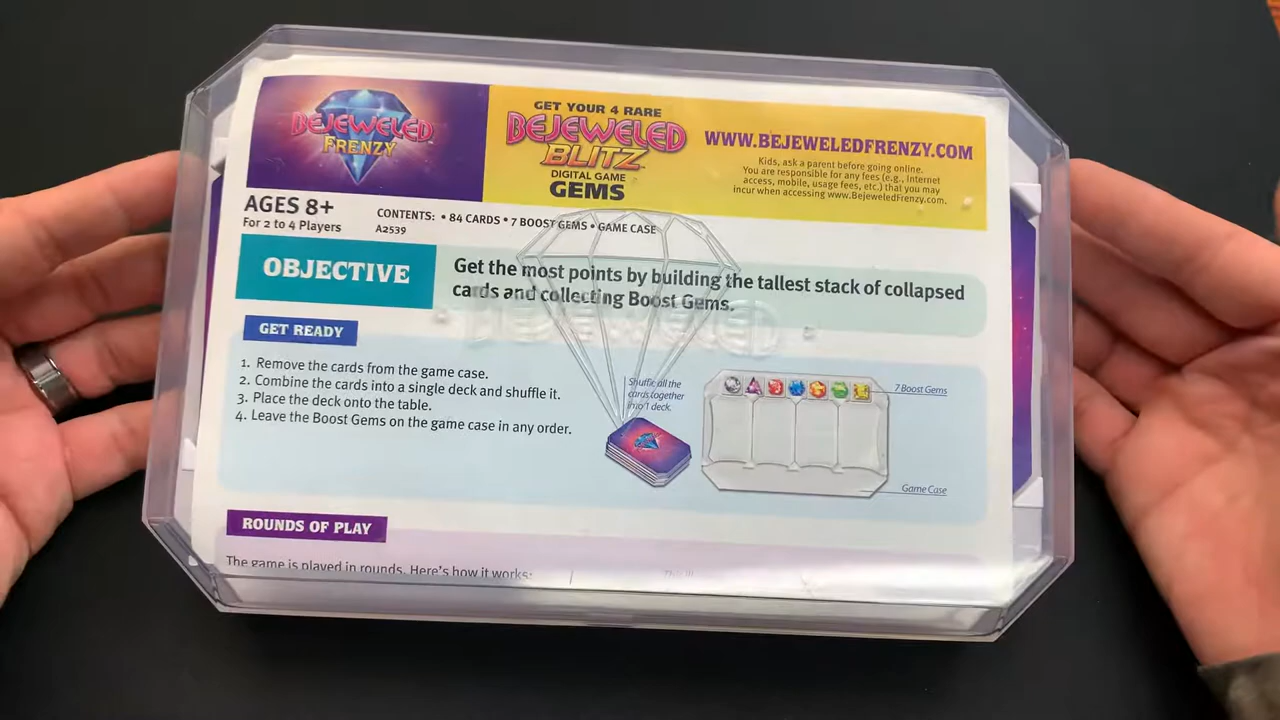 BEJEWELED
FRENZY
GET YOUR 4 RARE
BEJEWELED
BLITZ
DIGITAL GAME
GEMS
WWW.BEJEWELEDFRENZY.COM
Kids, ask a parent before going online.
You are responsible for any fees (e.g., Internet
access, mobile, usage fees, etc.) that you may
incur when accessing www.BejeweledFrenzy.com.
AGES 8+
For 2 to 4 Players
CONTENTS: • 84 CARDS • 7 BOOST GEMS • GAME CASE
A2539
OBJECTIVE
Get the most points by building the tallest stack of collapsed
cards and collecting Boost Gems.
BEJEWELED
GET READY
1. Remove the cards from the game case.
2. Combine the cards into a single deck and shuffle it.
3. Place the deck onto the table.
4. Leave the Boost Gems on the game case in any order.
Shuffle all the
cards together
into 1 deck.
7 Boost Gems
Game Case
ROUNDS OF PLAY
The game is played in rounds. Here's how it works: